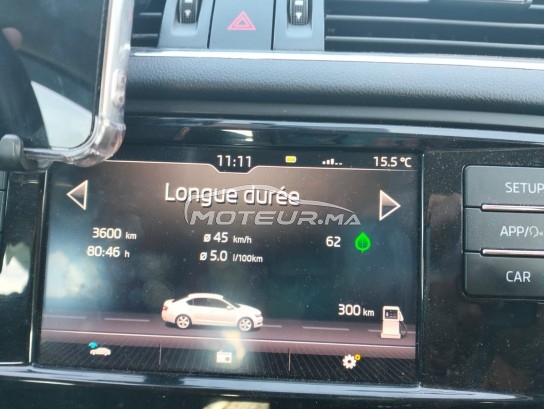 11:11 15.5 °C
SETUP
Longue durée
MOTEUR.MA
APP/
3600 km ø 45 km/h 62
80:46 h ø 5.0 l/100km
CAR
300 km